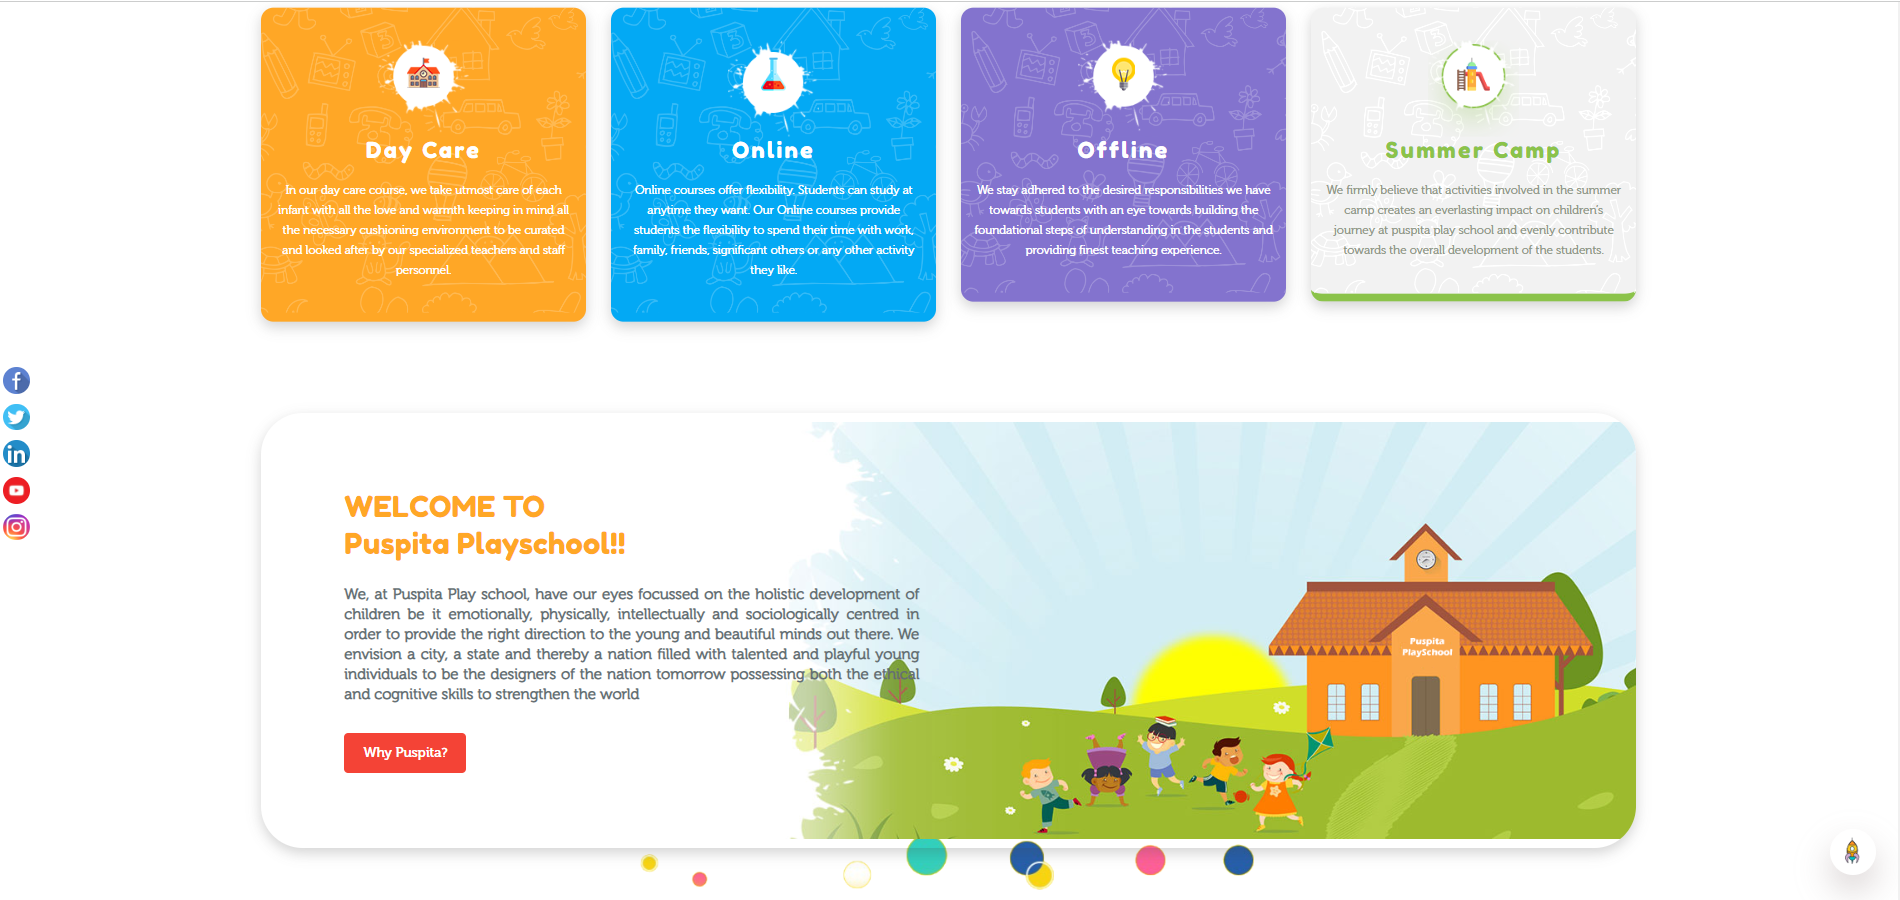 Day Care
In our day care course, we take utmost care of each
infant with all the love and warmth keeping in mind all
the necessary cushioning environment to be curated
and looked after by our specialized teachers and staff
personnel.
Online
Online courses offer flexibility. Students can study at
anytime they want. Our Online courses provide
students the flexibility to spend their time with work,
family, friends, significant others or any other activity
they like.
Offline
We stay adhered to the desired responsibilities we have
towards students with an eye towards building the
foundational steps of understanding in the students and
providing finest teaching experience.
Summer Camp
We firmly believe that activities involved in the summer
camp creates an everlasting impact on children's
journey at puspita play school and evenly contribute
towards the overall development of the students.
WELCOME TO
Puspita Playschool!!
We, at Puspita Play school, have our eyes focussed on the holistic development of
children be it emotionally, physically, intellectually and sociologically centred in
order to provide the right direction to the young and beautiful minds out there. We
envision a city, a state and thereby a nation filled with talented and playful young
individuals to be the designers of the nation tomorrow possessing both the ethical
and cognitive skills to strengthen the world
Why Puspita?
Puspita
PlaySchool